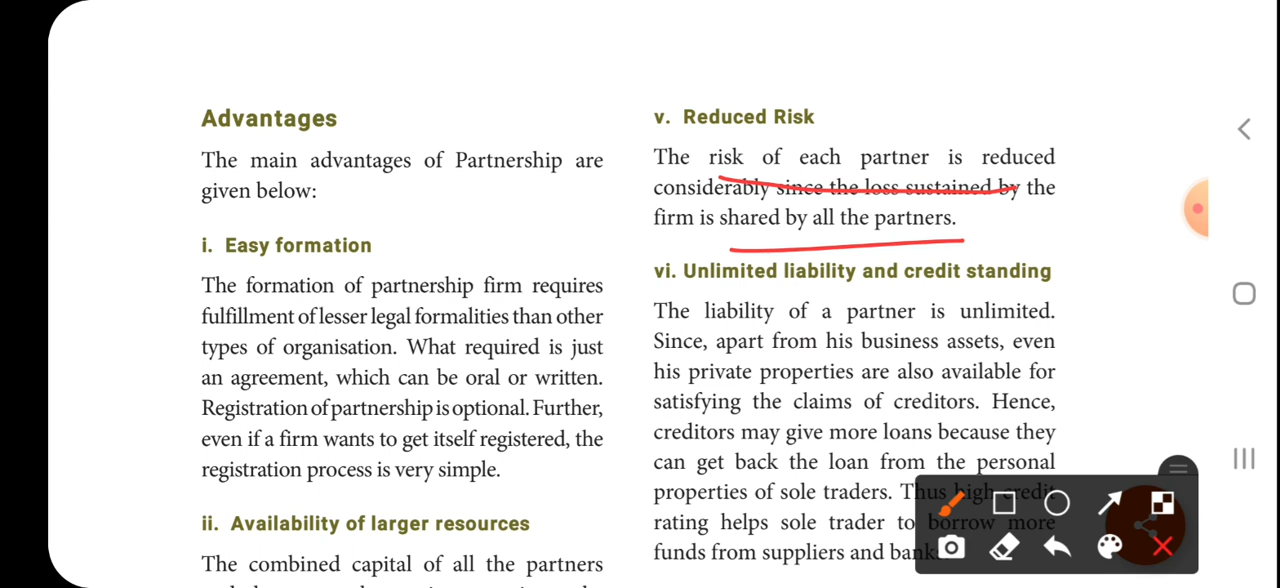 Advantages
The main advantages of Partnership are
given below:
i. Easy formation
The formation of partnership firm requires
fulfillment of lesser legal formalities than other
types of organisation. What required is just
an agreement, which can be oral or written.
Registration of partnership is optional. Further,
even if a firm wants to get itself registered, the
registration process is very simple.
ii. Availability of larger resources
The combined capital of all the partners
v. Reduced Risk
The risk of each partner is reduced
considerably since the loss sustained by the
firm is shared by all the partners.
vi. Unlimited liability and credit standing
The liability of a partner is unlimited.
Since, apart from his business assets, even
his private properties are also available for
satisfying the claims of creditors. Hence,
creditors may give more loans because they
can get back the loan from the personal
properties of sole traders. Thus high credit
rating helps sole trader to borrow more
funds from suppliers and bank